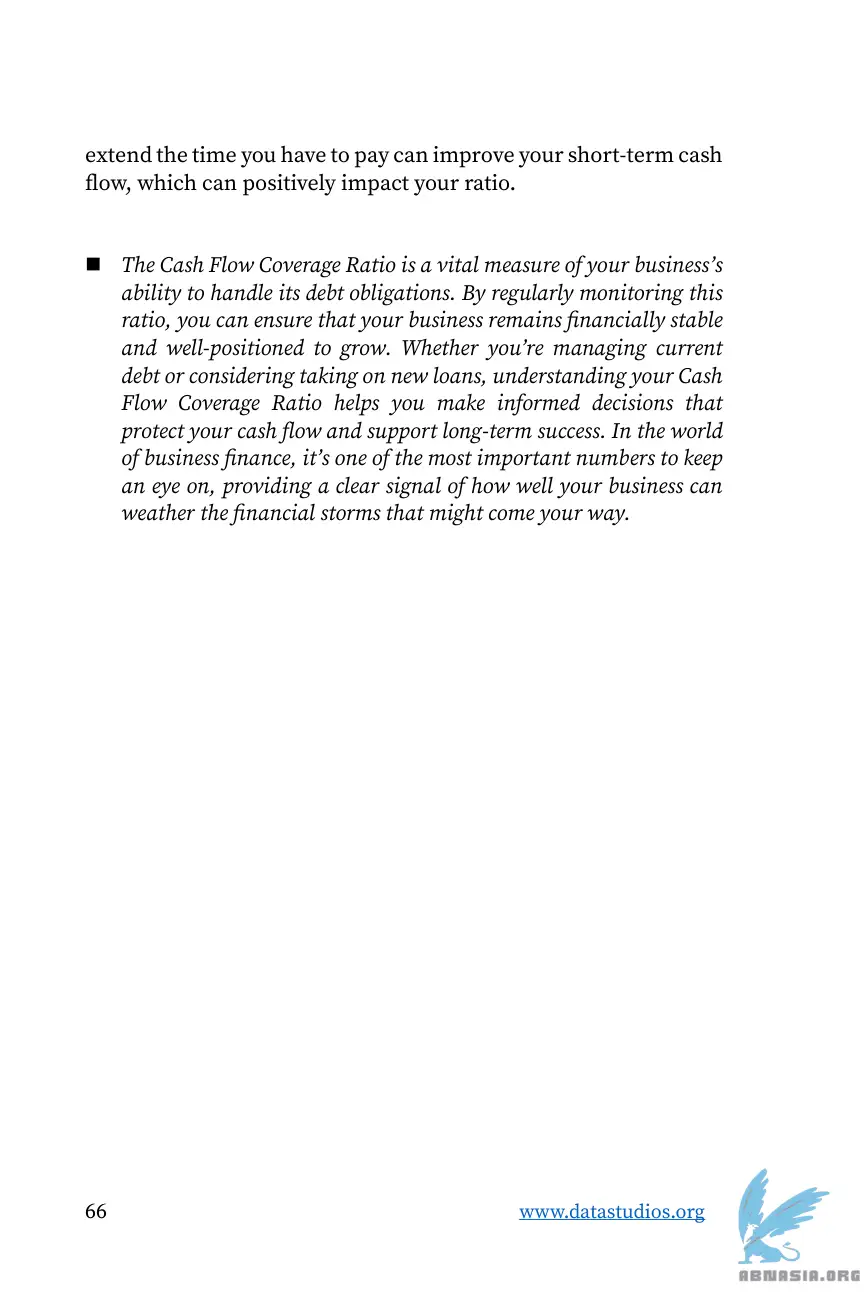 extend the time you have to pay can improve your short-term cash
flow, which can positively impact your ratio.
■ The Cash Flow Coverage Ratio is a vital measure of your business’s
ability to handle its debt obligations. By regularly monitoring this
ratio, you can ensure that your business remains financially stable
and well-positioned to grow. Whether you’re managing current
debt or considering taking on new loans, understanding your Cash
Flow Coverage Ratio helps you make informed decisions that
protect your cash flow and support long-term success. In the world
of business finance, it’s one of the most important numbers to keep
an eye on, providing a clear signal of how well your business can
weather the financial storms that might come your way.
66 www.datastudios.org
ABNASIA.ORG